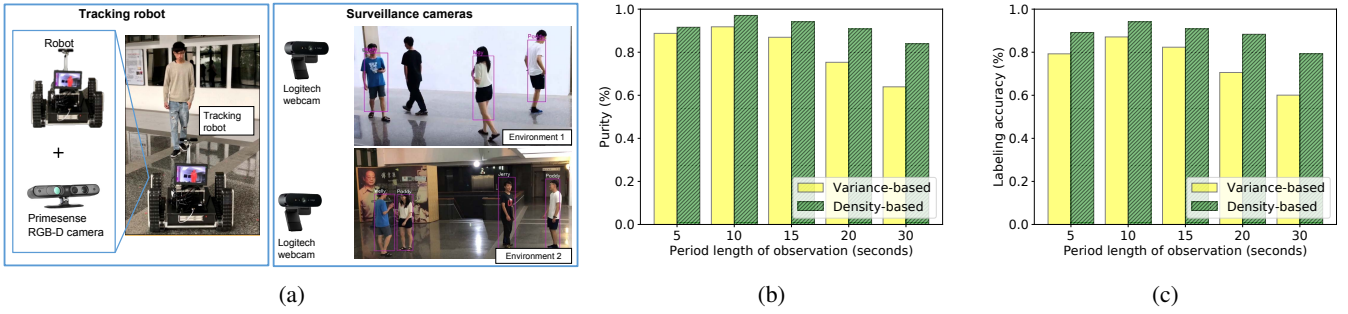 Tracking robot
Robot
+
Primesense
RGB-D camera
Tracking
robot
Surveillance cameras
Logitech
webcam
Environment 1
Logitech
webcam
Jerry
Poddy
Poddy
Environment 2
(a)
Purity (%)
1.0
0.8
0.6
0.4
0.2
0.0
Variance-based
Density-based
5 10 15 20 30
Period length of observation (seconds)
(b)
Labeling accuracy (%)
1.0
0.8
0.6
0.4
0.2
0.0
Variance-based
Density-based
5 10 15 20 30
Period length of observation (seconds)
(c)